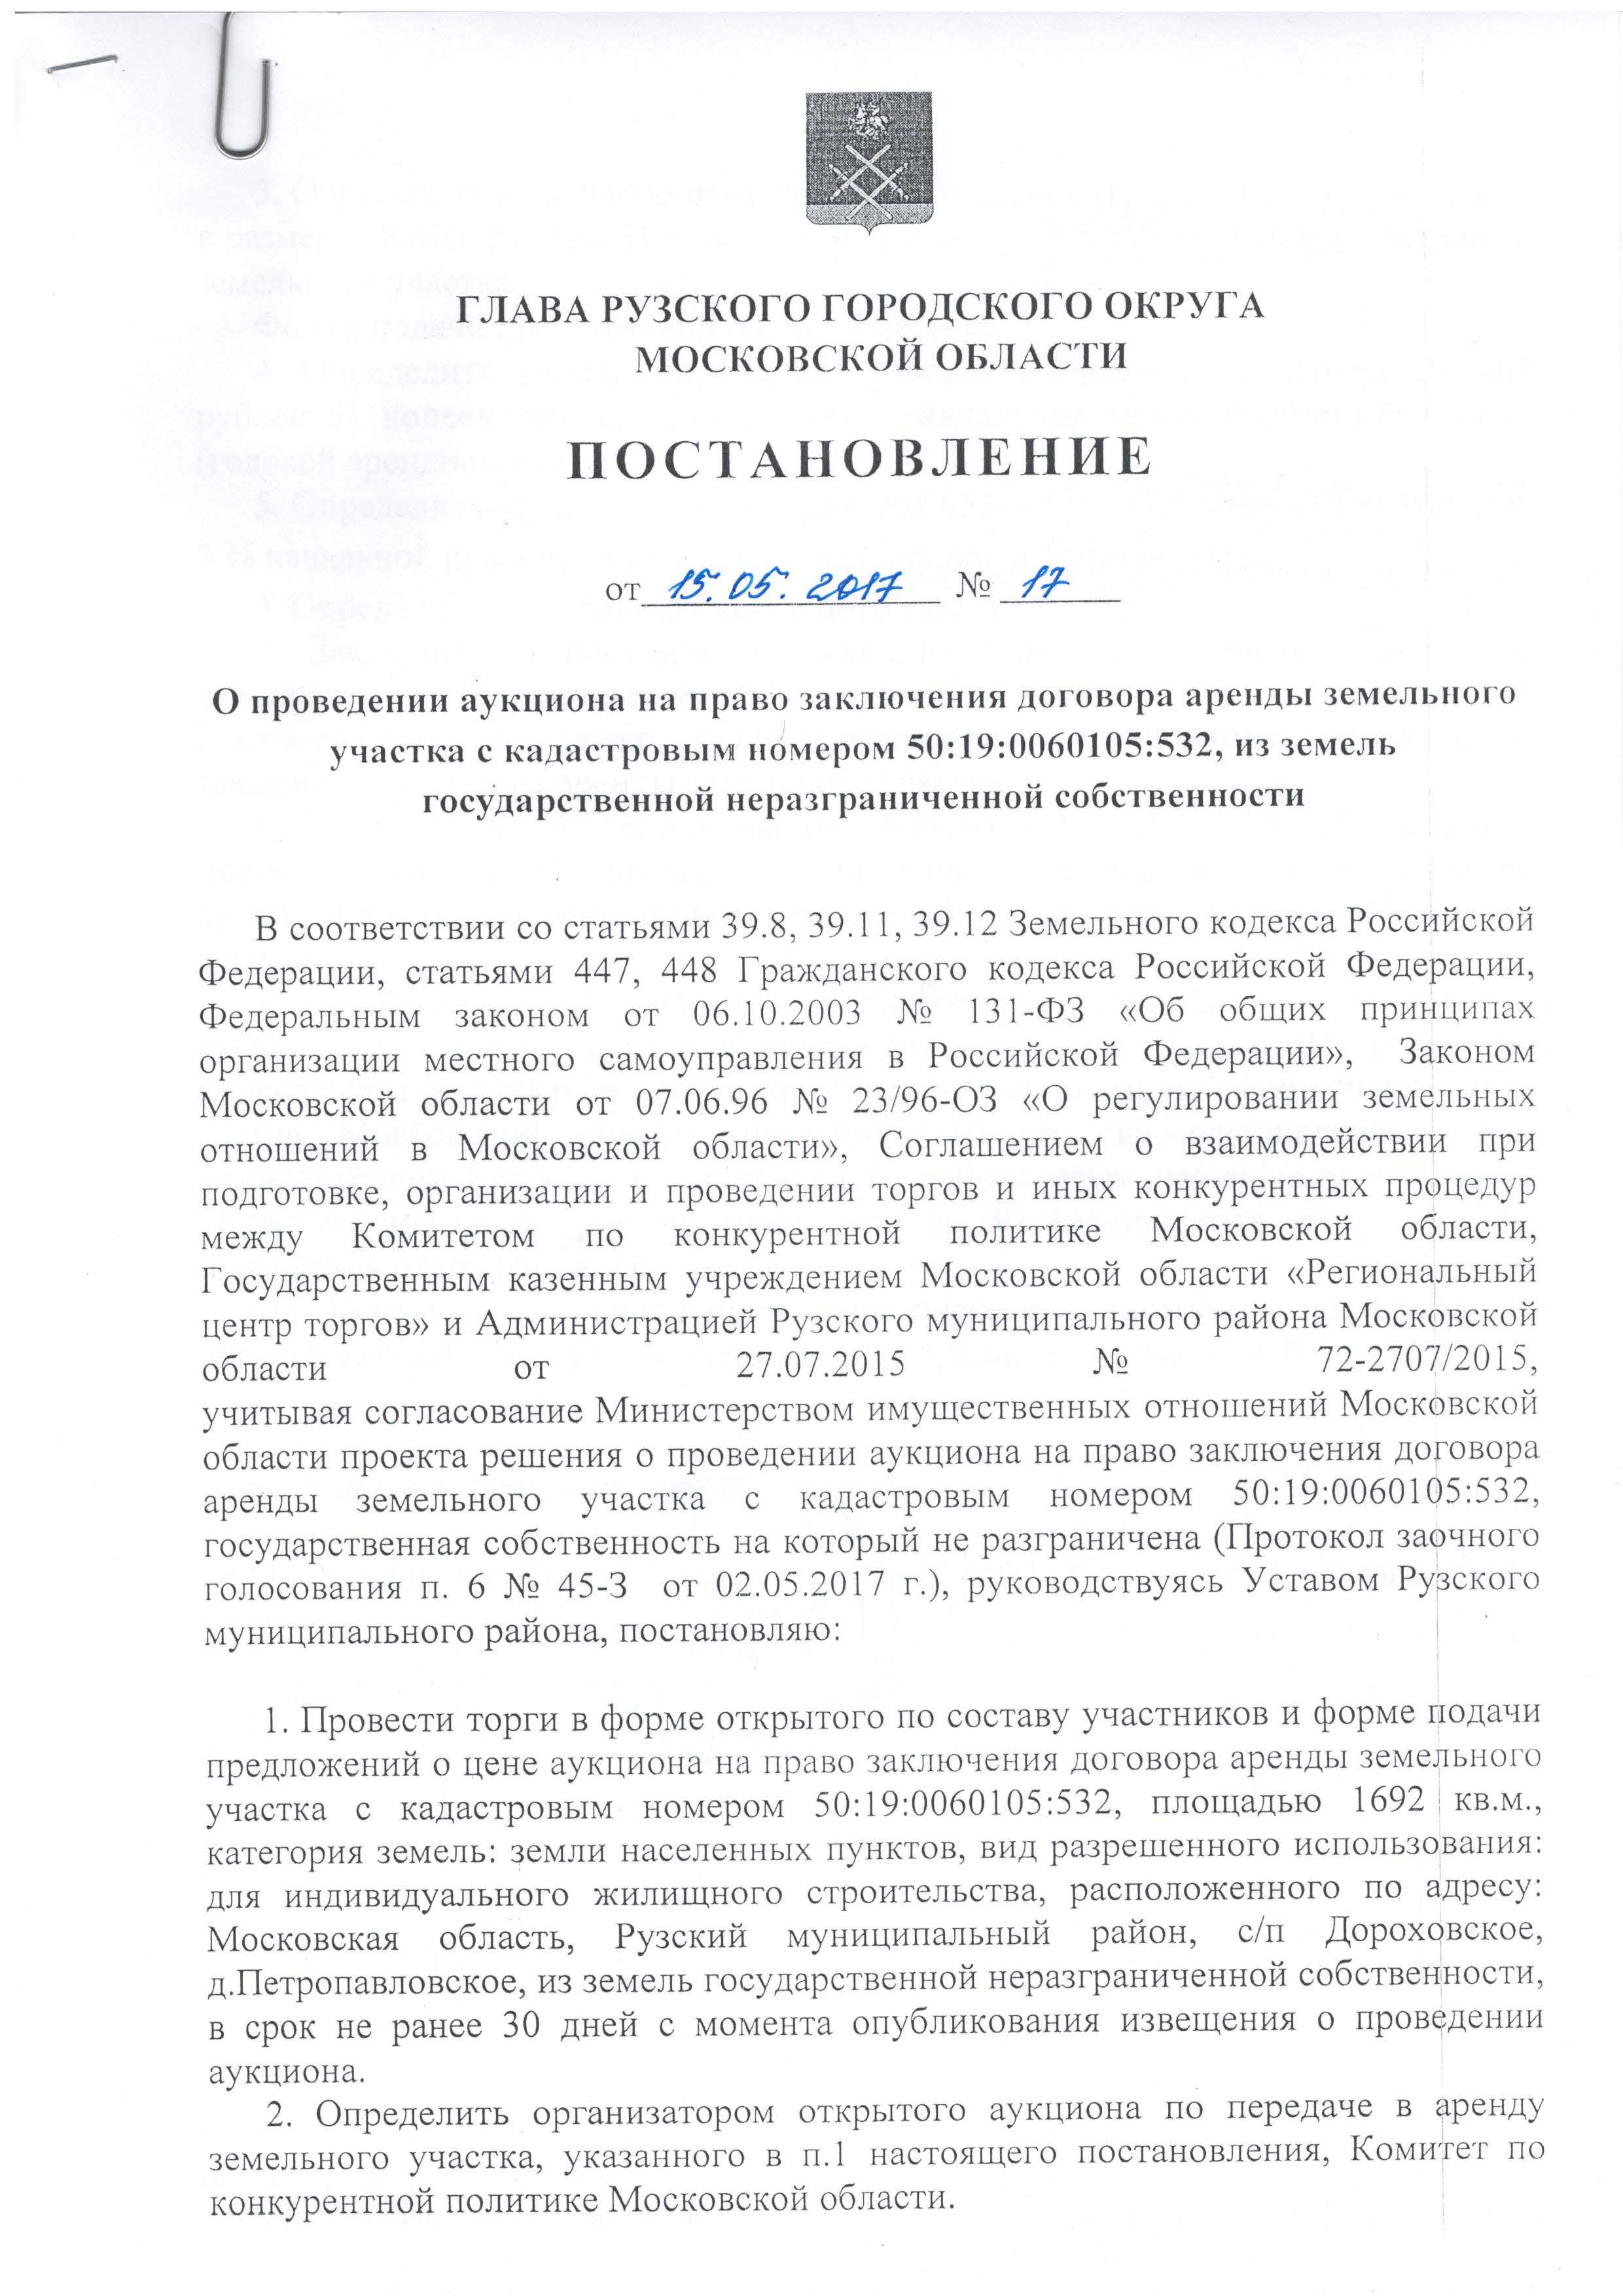 ГЛАВА РУЗСКОГО ГОРОДСКОГО ОКРУГА
МОСКОВСКОЙ ОБЛАСТИ
ПОСТАНОВЛЕНИЕ
от 15.05.2017 № 17
О проведении аукциона на право заключения договора аренды земельного
участка с кадастровым номером 50:19:0060105:532, из земель
государственной неразграниченной собственности
В соответствии со статьями 39.8, 39.11, 39.12 Земельного кодекса Российской
Федерации, статьями 447, 448 Гражданского кодекса Российской Федерации,
Федеральным законом от 06.10.2003 № 131-ФЗ «Об общих принципах
организации местного самоуправления в Российской Федерации», Законом
Московской области от 07.06.96 № 23/96-ОЗ «О регулировании земельных
отношений в Московской области», Соглашением о взаимодействии при
подготовке, организации и проведении торгов и иных конкурентных процедур
между Комитетом по конкурентной политике Московской области,
Государственным казенным учреждением Московской области «Региональный
центр торгов» и Администрацией Рузского муниципального района Московской
области от 27.07.2015 № 72-2707/2015,
учитывая согласование Министерством имущественных отношений Московской
области проекта решения о проведении аукциона на право заключения договора
аренды земельного участка с кадастровым номером 50:19:0060105:532,
государственная собственность на который не разграничена (Протокол заочного
голосования п. 6 № 45-З от 02.05.2017 г.), руководствуясь Уставом Рузского
муниципального района, постановляю:
1. Провести торги в форме открытого по составу участников и форме подачи
предложений о цене аукциона на право заключения договора аренды земельного
участка с кадастровым номером 50:19:0060105:532, площадью 1692 кв.м.,
категория земель: земли населенных пунктов, вид разрешенного использования:
для индивидуального жилищного строительства, расположенного по адресу:
Московская область, Рузский муниципальный район, с/п Дороховское,
д.Петропавловское, из земель государственной неразграниченной собственности,
в срок не ранее 30 дней с момента опубликования извещения о проведении
аукциона.
2. Определить организатором открытого аукциона по передаче в аренду
земельного участка, указанного в п.1 настоящего постановления, Комитет по
конкурентной политике Московской области.